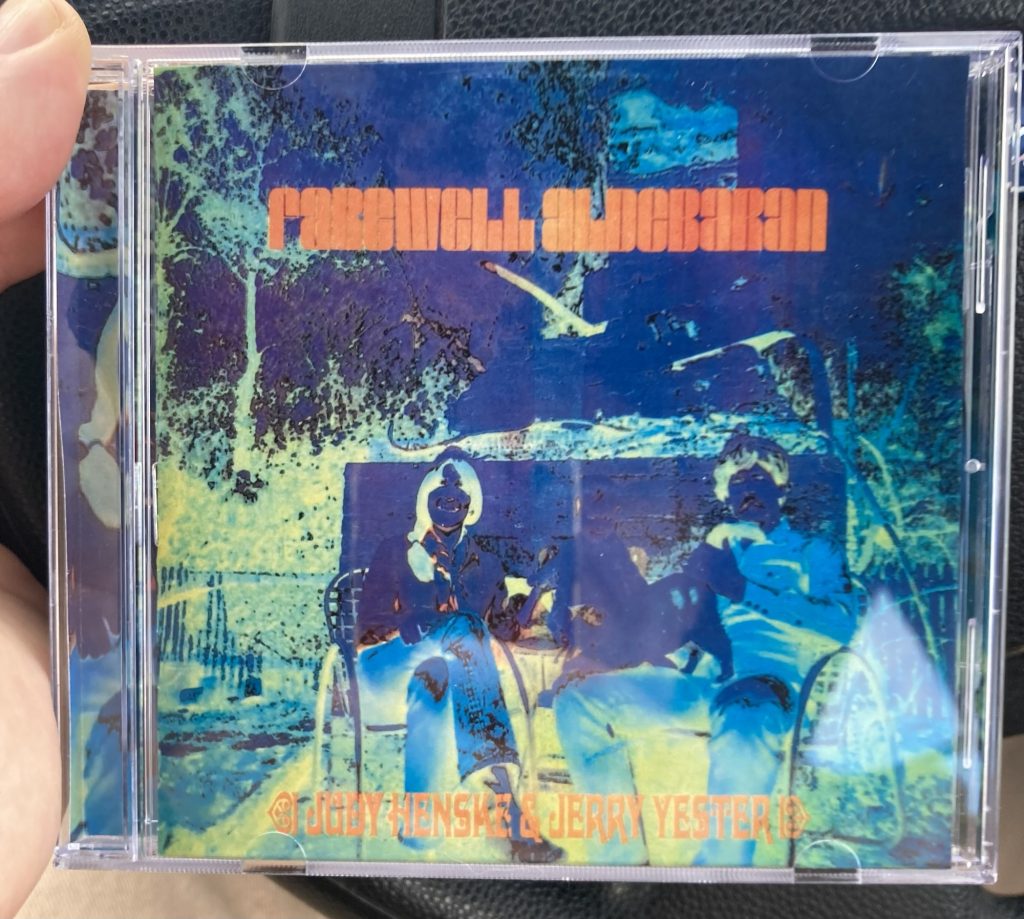 FAREWELL ALDEBARAN
JUDY HENSKE & JERRY YESTER